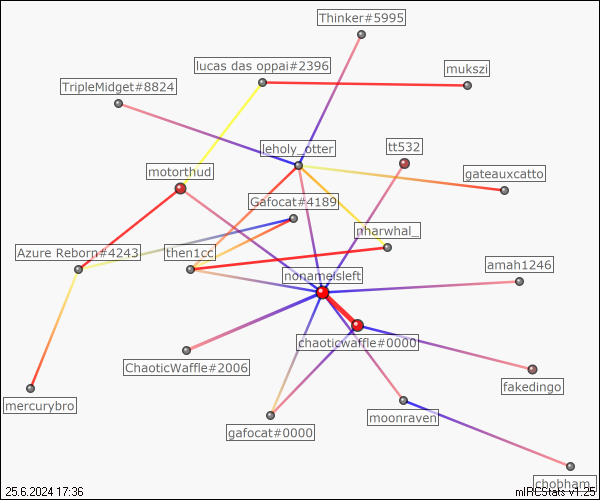 Thinker#5995
lucas das oppai#2396
mukszi
TripleMidget#8824
leholy_otter
tt532
motorthud
gateauxcatto
Gafocat#4189
nharwhal_
Azure Reborn#4243
then1cc
amah1246
nonameisleft
chaoticwaffle#0000
ChaoticWaffle#2006
fakedingo
mercurybro
moonraven
gafocat#0000
chobham_
25.6.2024 17:36
mIRCStats v1.25